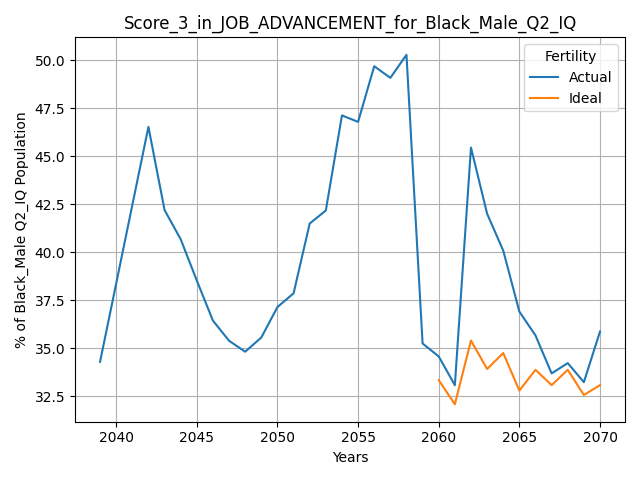 Score_3_in_JOB_ADVANCEMENT_for_Black_Male_Q2_IQ
% of Black_Male Q2_IQ Population
50.0
47.5
45.0
42.5
40.0
37.5
35.0
32.5
Fertility
Actual
Ideal
2040
2045
2050
2055
2060
2065
2070
Years